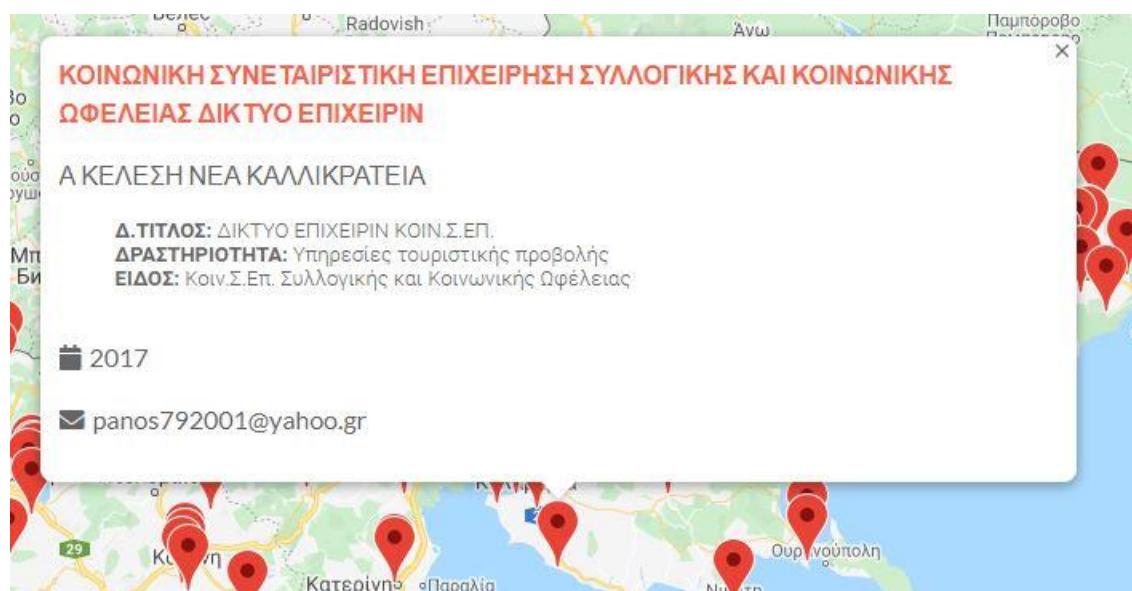 Radovish
Άνω
Παμπόροβο
×
ΚΟΙΝΩΝΙΚΗ ΣΥΝΕΤΑΙΡΙΣΤΙΚΗ ΕΠΙΧΕΙΡΗΣΗ ΣΥΛΛΟΓΙΚΗΣ ΚΑΙ ΚΟΙΝΩΝΙΚΗΣ
ΩΦΕΛΕΙΑΣ ΔΙΚΤΥΟ ΕΠΙΧΕΙΡΙΝ
Α ΚΕΛΕΣΗ ΝΕΑ ΚΑΛΛΙΚΡΑΤΕΙΑ
Δ.ΤΙΤΛΟΣ: ΔΙΚΤΥΟ ΕΠΙΧΕΙΡΙΝ ΚΟΙΝ.Σ.ΕΠ.
ΔΡΑΣΤΗΡΙΟΤΗΤΑ: Υπηρεσίες τουριστικής προβολής
ΕΙΔΟΣ: Κοιν.Σ.Επ. Συλλογικής και Κοινωνικής Ωφέλειας
2017
panos792001@yahoo.gr
29
Ουρανούπολη
Κατερίνη
Παραλία